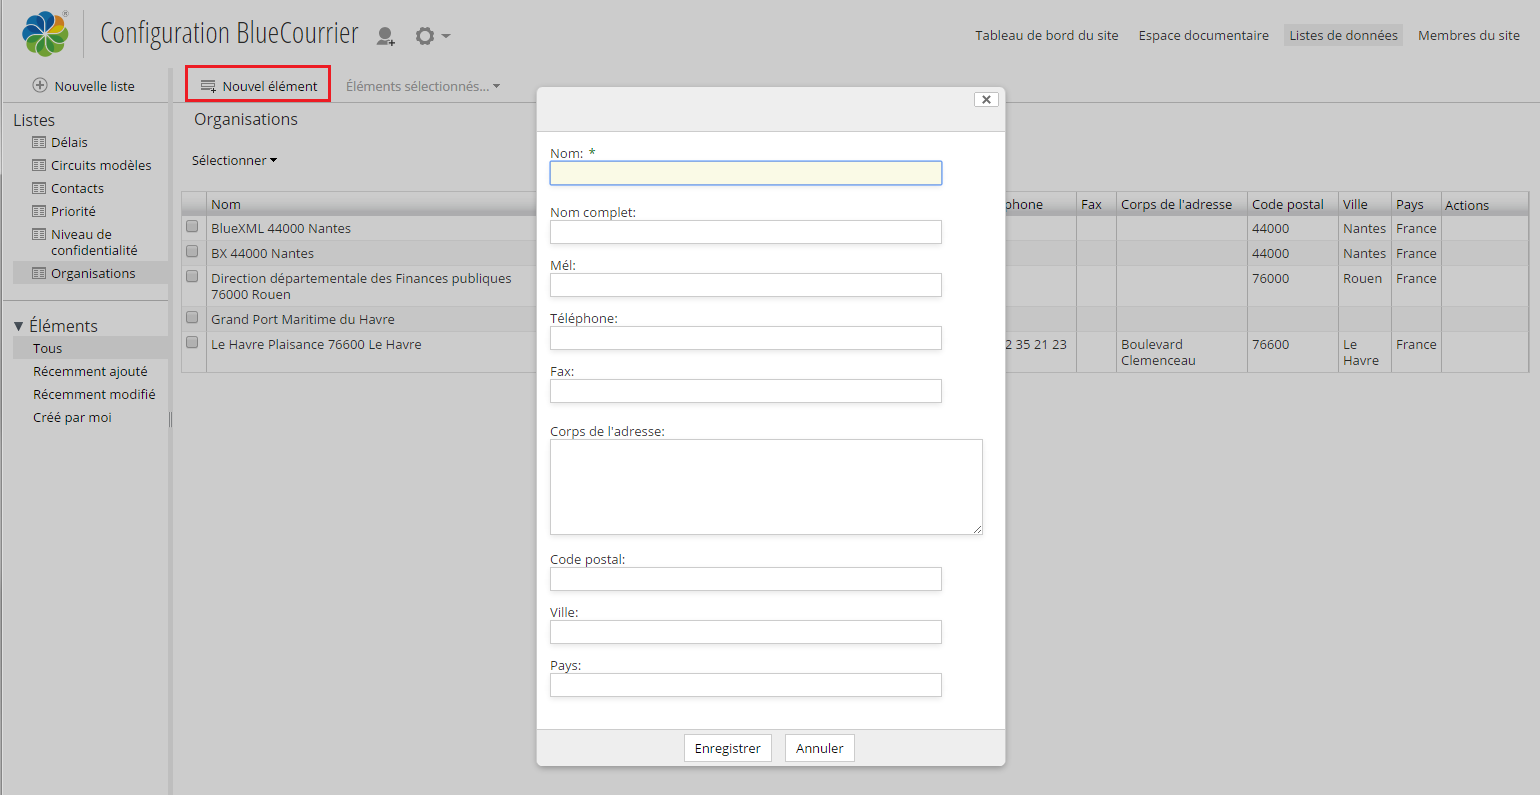 Configuration BlueCourrier
Tableau de bord du site
Espace documentaire
Listes de données
Membres du site
Nouvelle liste
Nouvel élément
Éléments sélectionnés...
Listes
Délais
Circuits modèles
Contacts
Priorité
Niveau de
confidentialité
Organisations
Éléments
Tous
Récemment ajouté
Récemment modifié
Créé par moi
Organisations
Sélectionner
Nom
phone
Fax
Corps de l'adresse
Code postal
Ville
Pays
Actions
BlueXML 44000 Nantes
44000
Nantes
France
BX 44000 Nantes
44000
Nantes
France
Direction départementale des Finances publiques
76000 Rouen
76000
Rouen
France
Grand Port Maritime du Havre
Le Havre Plaisance 76600 Le Havre
2 35 21 23
Boulevard
Clemenceau
76600
Le
Havre
France
Nom: *
Nom complet:
Mél:
Téléphone:
Fax:
Corps de l'adresse:
Code postal:
Ville:
Pays:
Enregistrer
Annuler